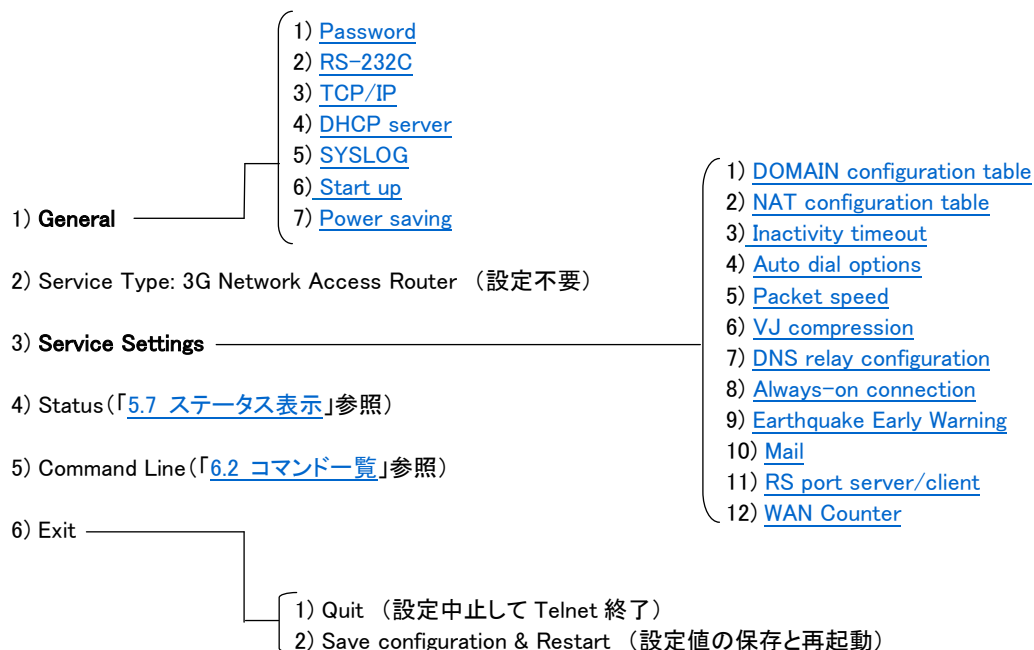 1) Password
2) RS-232C
3) TCP/IP
4) DHCP server
5) SYSLOG
6) Start up
7) Power saving
1) General
2) Service Type: 3G Network Access Router （設定不要）
3) Service Settings
1) DOMAIN configuration table
2) NAT configuration table
3) Inactivity timeout
4) Auto dial options
5) Packet speed
6) VJ compression
7) DNS relay configuration
8) Always-on connection
9) Earthquake Early Warning
10) Mail
11) RS port server/client
12) WAN Counter
4) Status（「5.7 ステータス表示」参照）
5) Command Line（「6.2 コマンド一覧」参照）
6) Exit
1) Quit （設定中止して Telnet 終了）
2) Save configuration & Restart （設定値の保存と再起動）